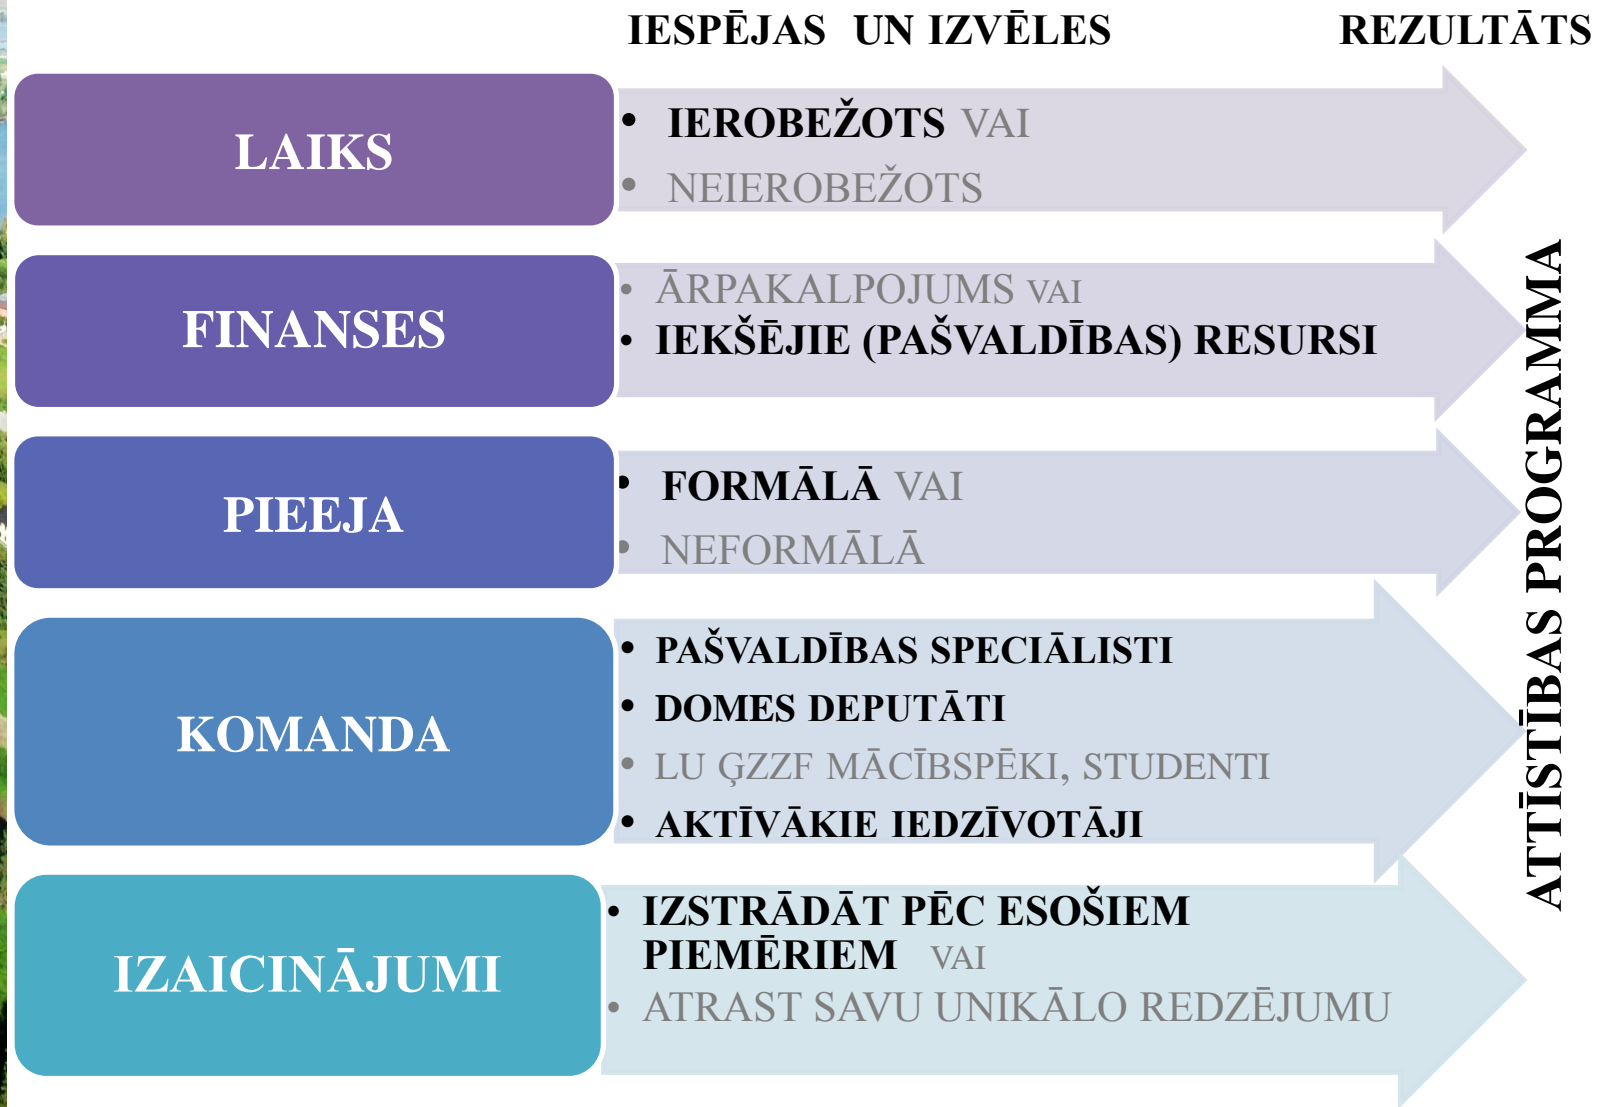 IESPĒJAS UN IZVĒLES
REZULTĀTS
LAIKS
• IEROBEŽOTS VAI
• NEIEROBEŽOTS
FINANSES
• ĀRPAKALPOJUMS VAI
• IEKŠĒJIE (PAŠVALDĪBAS) RESURSI
PIEEJA
• FORMĀLĀ VAI
• NEFORMĀLĀ
KOMANDA
• PAŠVALDĪBAS SPECIĀLISTI
• DOMES DEPUTĀTI
• LU ĢZZF MĀCĪBSPĒKI, STUDENTI
• AKTĪVĀKIE IEDZĪVOTĀJI
IZAICINĀJUMI
• IZSTRĀDĀT PĒC ESOŠIEM
PIEMĒRIEM VAI
• ATRAST SAVU UNIKĀLO REDZĒJUMU
ATTĪSTĪBAS PROGRAMMA